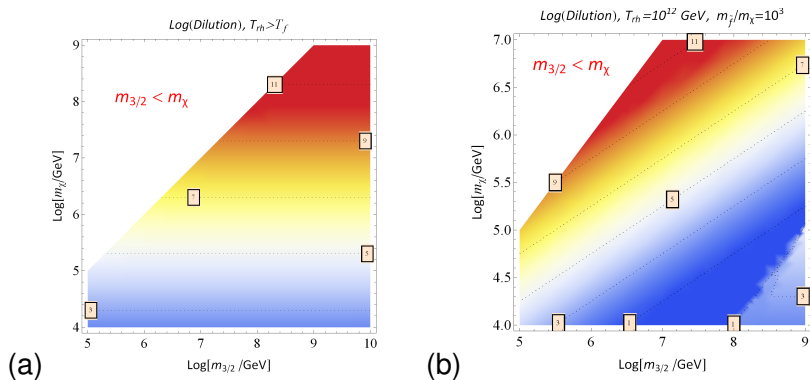 Log(Dilution), T_rh>T_f
9
8
7
6
5
4
Log[m_χ/GeV]
m_3/2 < m_χ
11
9
7
5
3
5 6 7 8 9 10
Log[m_3/2/GeV]
(a)
Log(Dilution), T_rh=10^12 GeV, m_f̃/m_χ=10^3
7.0
6.5
6.0
5.5
5.0
4.5
4.0
Log[m_χ/GeV]
m_3/2 < m_χ
11
7
9
5
3
3
1
1
5 6 7 8 9
Log[m_3/2/GeV]
(b)